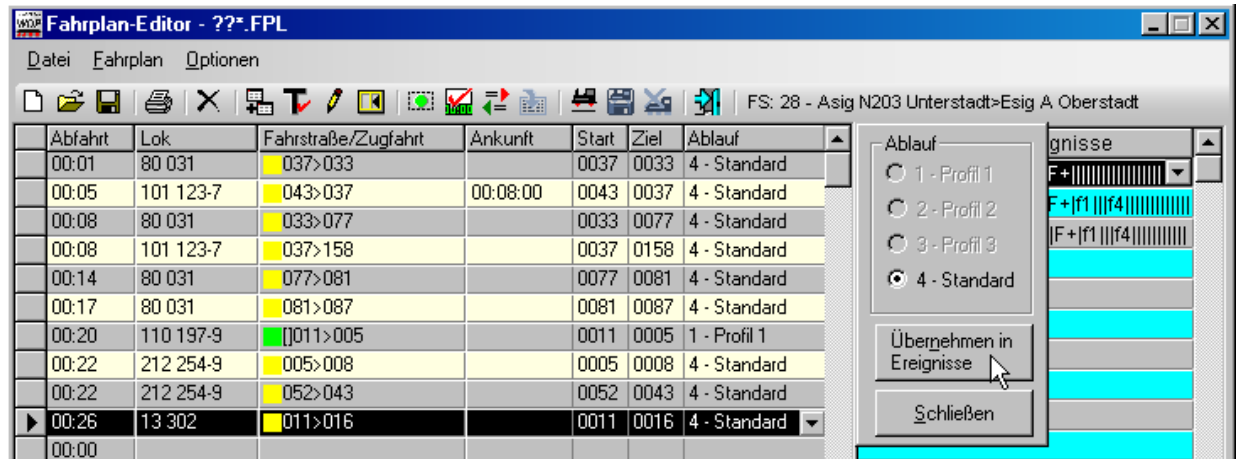 WDP Fahrplan-Editor - ??*.FPL
Datei Fahrplan Optionen
FS: 28 - Asig N203 Unterstadt>Esig A Oberstadt
Abfahrt Lok Fahrstraße/Zugfahrt Ankunft Start Ziel Ablauf
00:01 80 031 037>033 0037 0033 4 - Standard
00:05 101 123-7 043>037 00:08:00 0043 0037 4 - Standard
00:08 80 031 033>077 0033 0077 4 - Standard
00:08 101 123-7 037>158 0037 0158 4 - Standard
00:14 80 031 077>081 0077 0081 4 - Standard
00:17 80 031 081>087 0081 0087 4 - Standard
00:20 110 197-9 []011>005 0011 0005 1 - Profil 1
00:22 212 254-9 005>008 0005 0008 4 - Standard
00:22 212 254-9 052>043 0052 0043 4 - Standard
00:26 13 302 011>016 0011 0016 4 - Standard
00:00
Ablauf
1 - Profil 1
2 - Profil 2
3 - Profil 3
4 - Standard
Übernehmen in
Ereignisse
Schließen
gnisse
F+||||||||||||||||
F+|f1|||f4||||||||||||
|F+|f1|||f4||||||||||